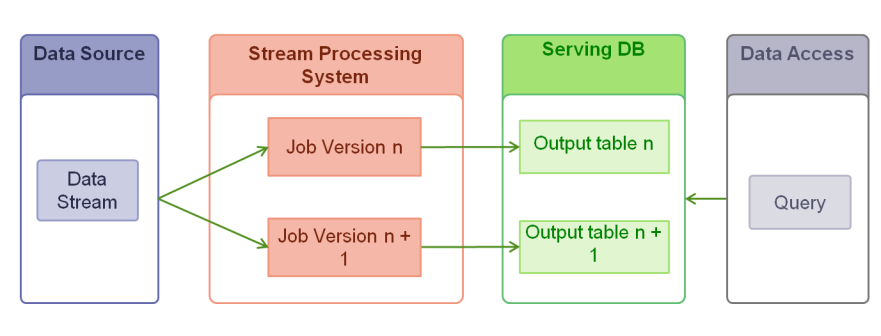 Data Source
Stream Processing
System
Serving DB
Data Access
Data
Stream
Job Version n
Job Version n +
1
Output table n
Output table n +
1
Query